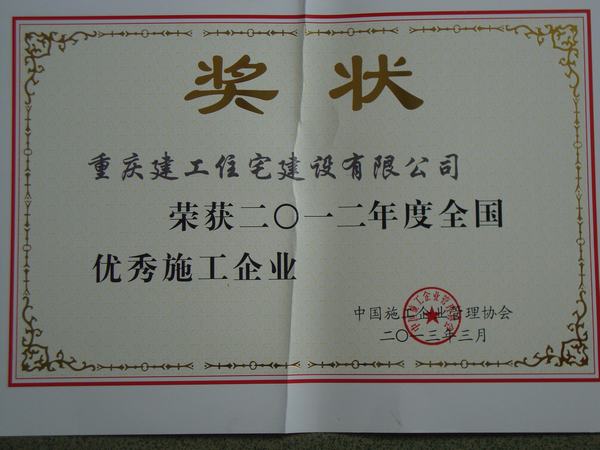 奖状
重庆建工住宅建设有限公司
荣获二〇一二年度全国
优秀施工企业
中国施工企业管理协会
二〇一三年三月